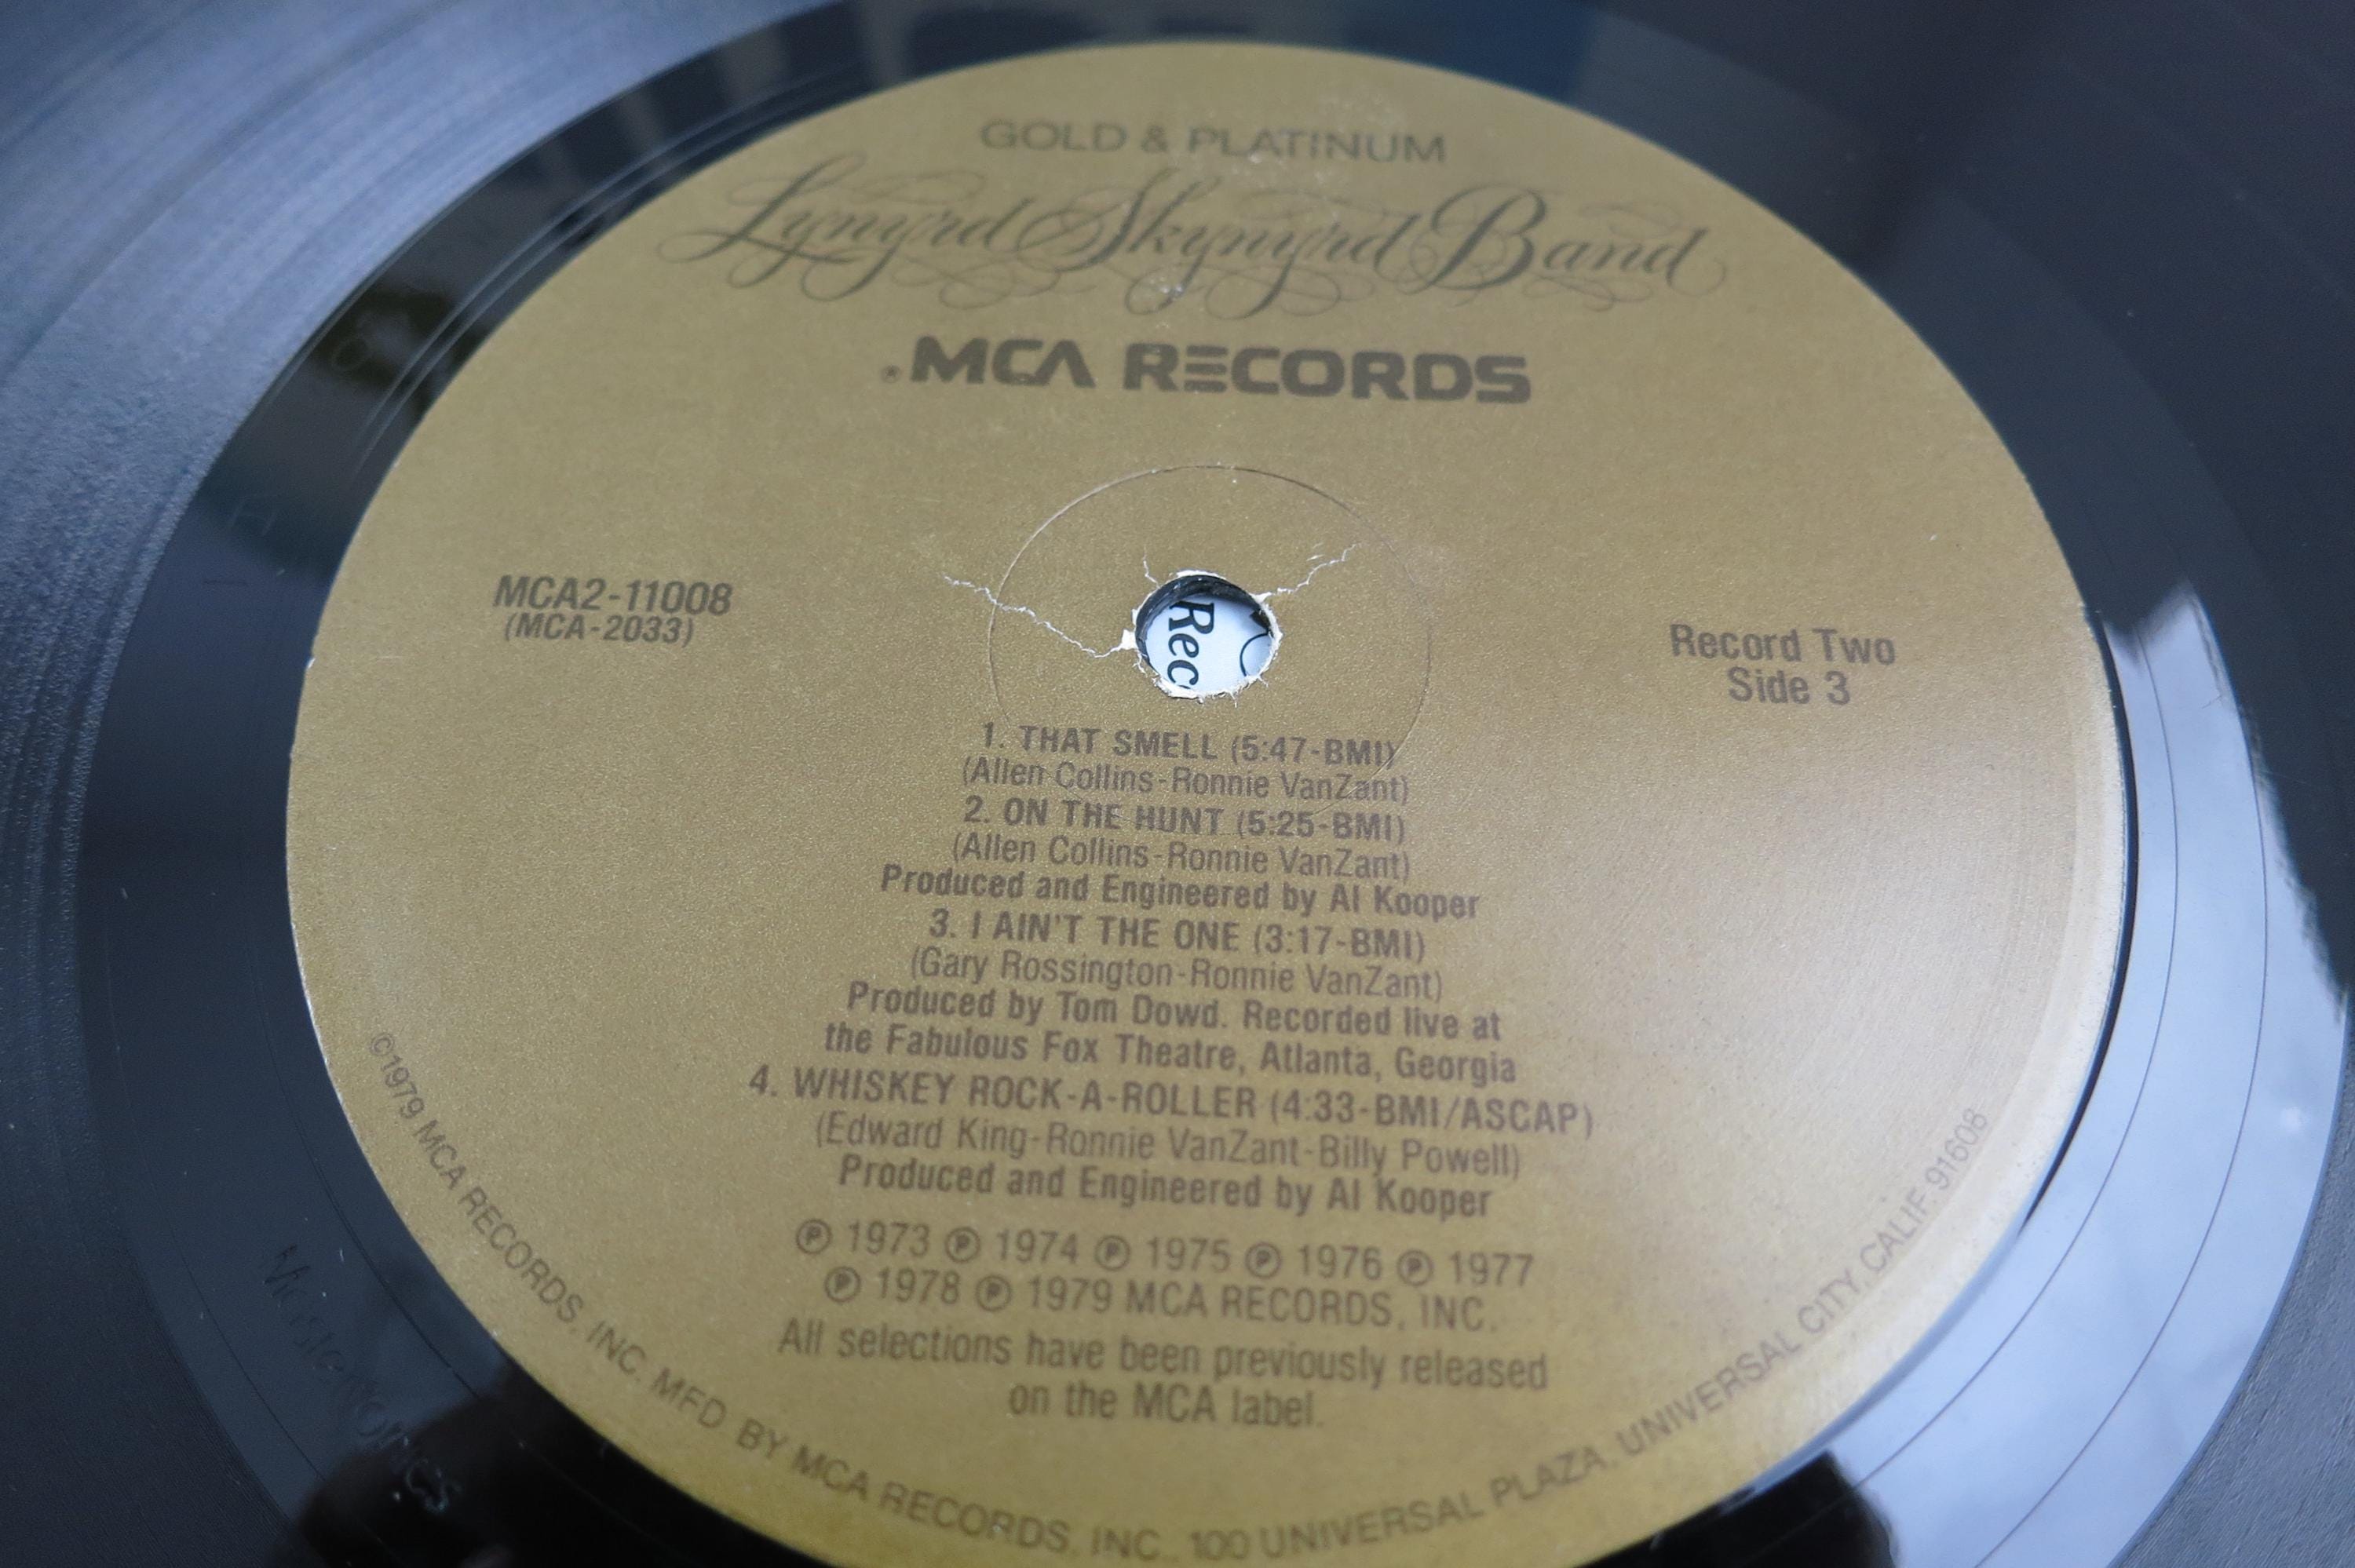 GOLD & PLATINUM
Lynyrd Skynyrd Band
MCA RECORDS
MCA2-11008
(MCA-2033)
Rec
Record Two
Side 3
1. THAT SMELL (5:47-BMI)
(Allen Collins-Ronnie VanZant)
2. ON THE HUNT (5:25-BMI)
(Allen Collins-Ronnie VanZant)
Produced and Engineered by Al Kooper
3. I AIN'T THE ONE (3:17-BMI)
(Gary Rossington-Ronnie VanZant)
Produced by Tom Dowd. Recorded live at
the Fabulous Fox Theatre, Atlanta, Georgia
4. WHISKEY ROCK-A-ROLLER (4:33-BMI/ASCAP)
(Edward King-Ronnie VanZant-Billy Powell)
Produced and Engineered by Al Kooper
℗ 1973 ℗ 1974 ℗ 1975 ℗ 1976 ℗ 1977
℗ 1978 ℗ 1979 MCA RECORDS, INC.
All selections have been previously released
on the MCA label.
©1979 MCA RECORDS, INC. MFD BY MCA RECORDS, INC. 100 UNIVERSAL PLAZA, UNIVERSAL CITY, CALIF. 91608